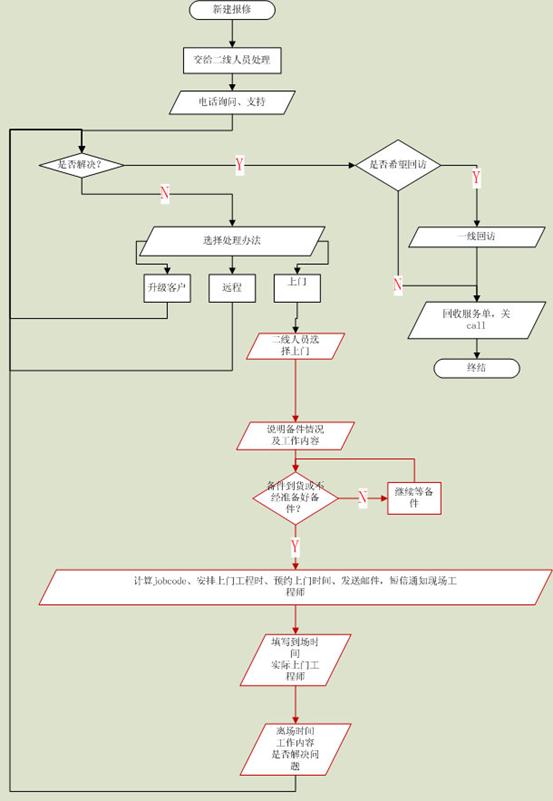 新建报修
交给二线人员处理
电话询问、支持
是否解决?
Y
是否希望回访
Y
N
选择处理办法
一线回访
升级客户
远程
上门
N
回收服务单，关
call
二线人员选
择上门
终结
说明备件情况
及工作内容
备件到货或不
经准备好备
件？
N
继续等备
件
Y
计算jobcode、安排上门工程时、预约上门时间、发送邮件，短信通知现场工
程师
填写到场时
间
实际上门工
程师
离场时间
工作内容
是否解决问
题